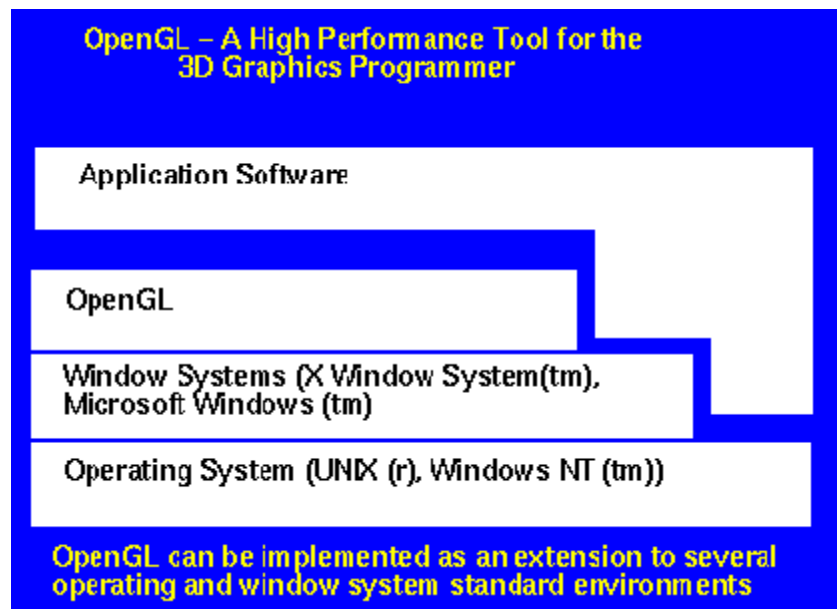 OpenGL – A High Performance Tool for the
3D Graphics Programmer
Application Software
OpenGL
Window Systems (X Window System(tm),
Microsoft Windows (tm)
Operating System (UNIX (r), Windows NT (tm))
OpenGL can be implemented as an extension to several
operating and window system standard environments